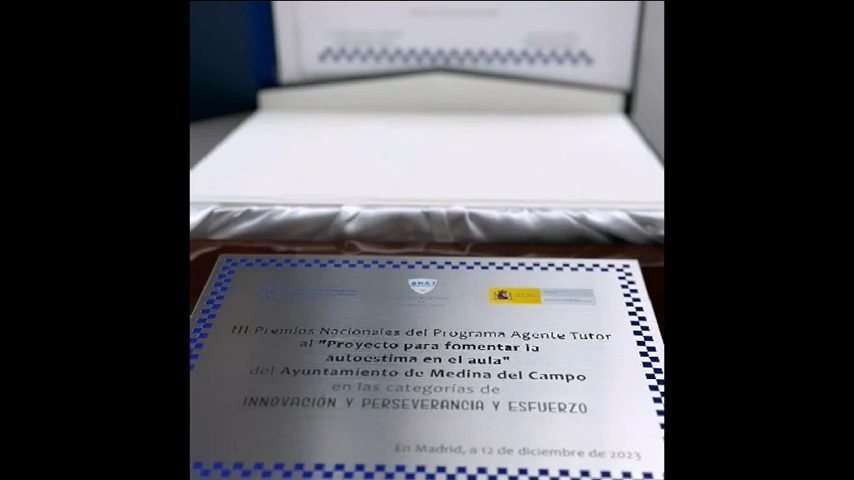 III Premios Nacionales del Programa Agente Tutor
al "Proyecto para fomentar la
autoestima en el aula"
del Ayuntamiento de Medina del Campo
en las categorías de
INNOVACIÓN Y PERSEVERANCIA Y ESFUERZO
En Madrid, a 12 de diciembre de 2023